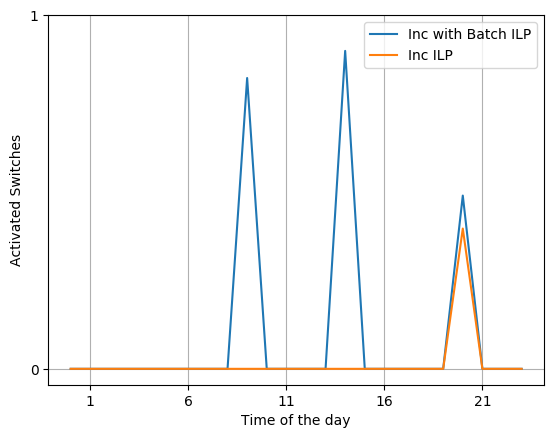 1
Inc with Batch ILP
Inc ILP
Activated Switches
0
1 6 11 16 21
Time of the day